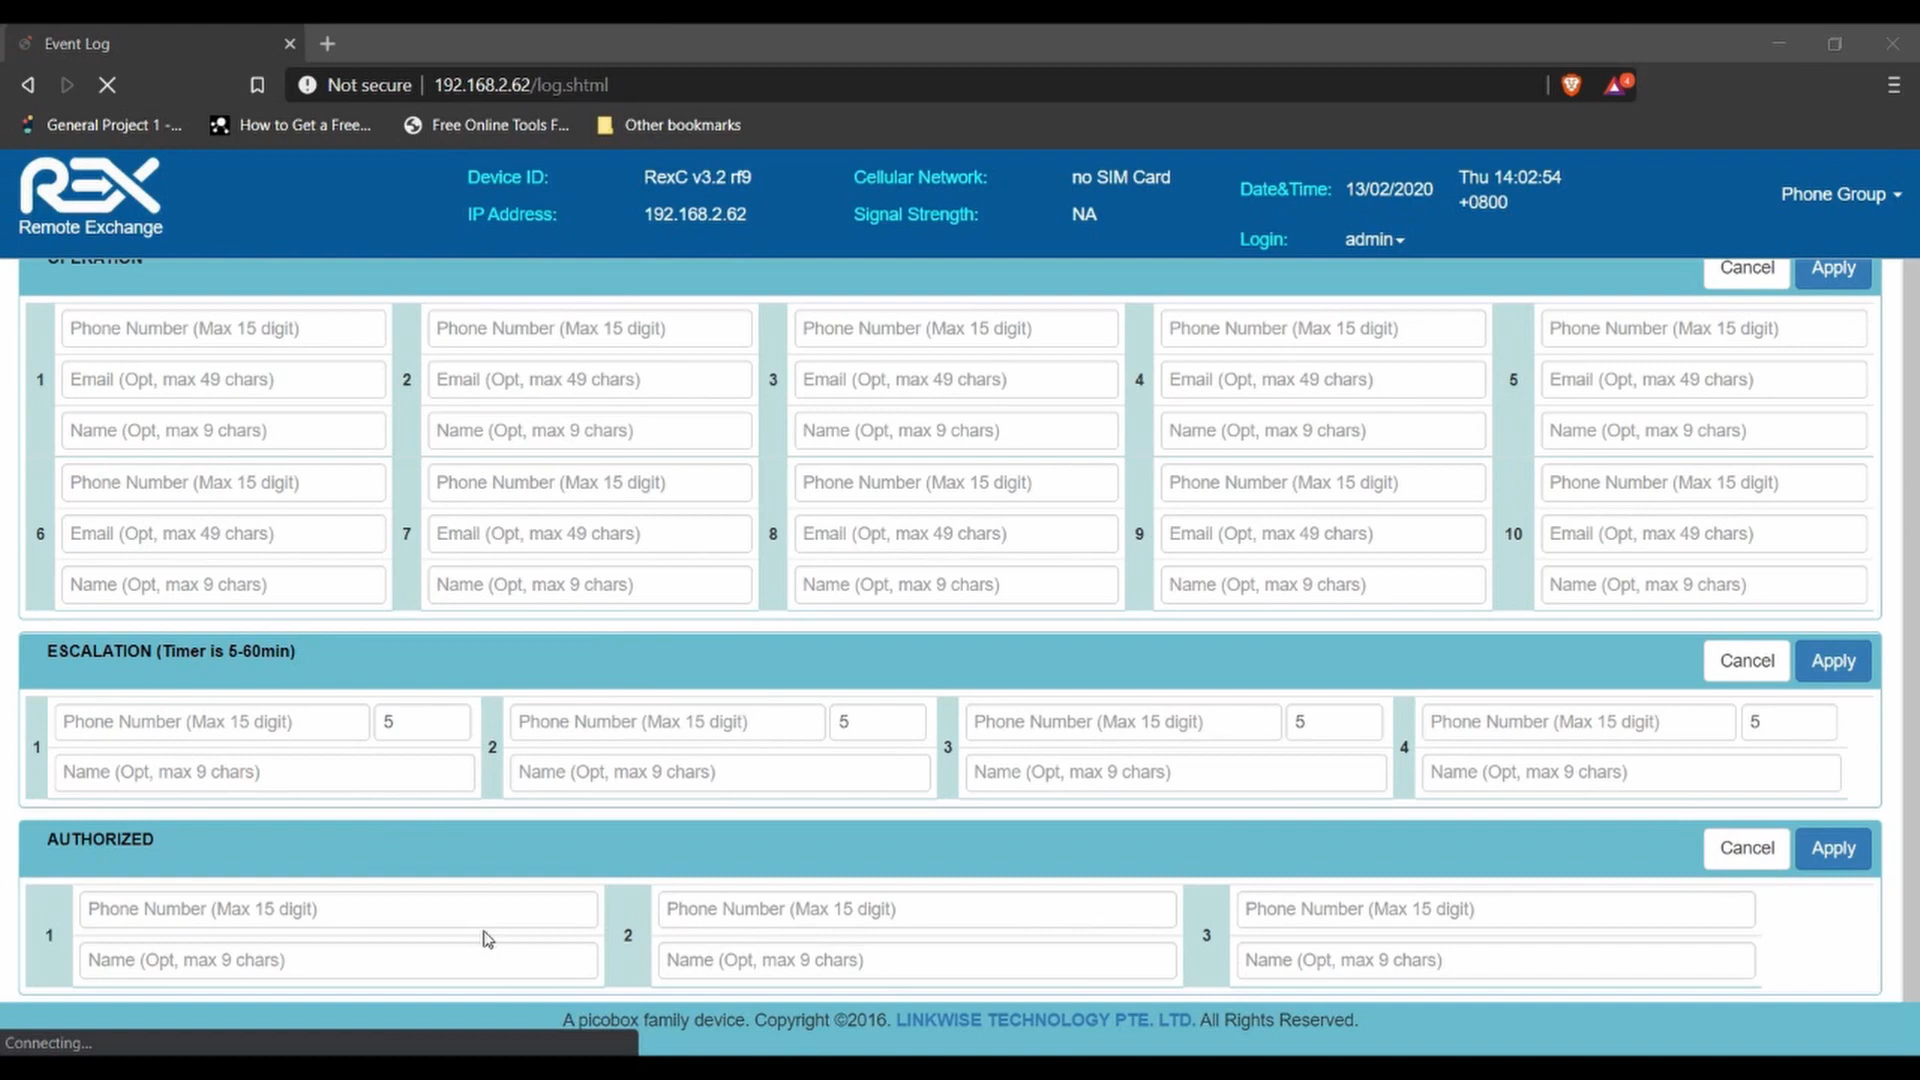 Event Log
Not secure 192.168.2.62/log.shtml
4
General Project 1 -... How to Get a Free... Free Online Tools F... Other bookmarks
REX
Remote Exchange
Device ID: RexC v3.2 rf9 Cellular Network: no SIM Card
IP Address: 192.168.2.62 Signal Strength: NA
Date&Time: 13/02/2020 Thu 14:02:54 +0800
Login: admin
Phone Group
OPERATION Cancel Apply
Phone Number (Max 15 digit) Phone Number (Max 15 digit) Phone Number (Max 15 digit) Phone Number (Max 15 digit) Phone Number (Max 15 digit)
1 Email (Opt, max 49 chars) 2 Email (Opt, max 49 chars) 3 Email (Opt, max 49 chars) 4 Email (Opt, max 49 chars) 5 Email (Opt, max 49 chars)
Name (Opt, max 9 chars) Name (Opt, max 9 chars) Name (Opt, max 9 chars) Name (Opt, max 9 chars) Name (Opt, max 9 chars)
Phone Number (Max 15 digit) Phone Number (Max 15 digit) Phone Number (Max 15 digit) Phone Number (Max 15 digit) Phone Number (Max 15 digit)
6 Email (Opt, max 49 chars) 7 Email (Opt, max 49 chars) 8 Email (Opt, max 49 chars) 9 Email (Opt, max 49 chars) 10 Email (Opt, max 49 chars)
Name (Opt, max 9 chars) Name (Opt, max 9 chars) Name (Opt, max 9 chars) Name (Opt, max 9 chars) Name (Opt, max 9 chars)
ESCALATION (Timer is 5-60min) Cancel Apply
Phone Number (Max 15 digit) 5 Phone Number (Max 15 digit) 5 Phone Number (Max 15 digit) 5 Phone Number (Max 15 digit) 5
1 2 3 4
Name (Opt, max 9 chars) Name (Opt, max 9 chars) Name (Opt, max 9 chars) Name (Opt, max 9 chars)
AUTHORIZED Cancel Apply
Phone Number (Max 15 digit) Phone Number (Max 15 digit) Phone Number (Max 15 digit)
1 2 3
Name (Opt, max 9 chars) Name (Opt, max 9 chars) Name (Opt, max 9 chars)
A picobox family device. Copyright ©2016. LINKWISE TECHNOLOGY PTE. LTD. All Rights Reserved.
Connecting...